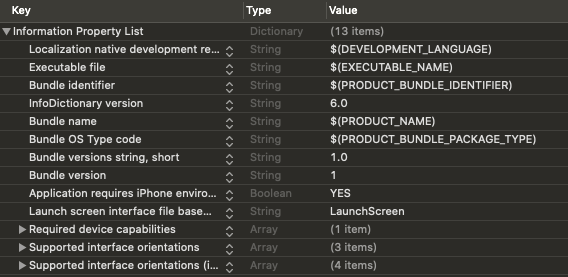 Key Type Value
Information Property List Dictionary (13 items)
Localization native development re... String $(DEVELOPMENT_LANGUAGE)
Executable file String $(EXECUTABLE_NAME)
Bundle identifier String $(PRODUCT_BUNDLE_IDENTIFIER)
InfoDictionary version String 6.0
Bundle name String $(PRODUCT_NAME)
Bundle OS Type code String $(PRODUCT_BUNDLE_PACKAGE_TYPE)
Bundle versions string, short String 1.0
Bundle version String 1
Application requires iPhone enviro... Boolean YES
Launch screen interface file base... String LaunchScreen
Required device capabilities Array (1 item)
Supported interface orientations Array (3 items)
Supported interface orientations (i... Array (4 items)